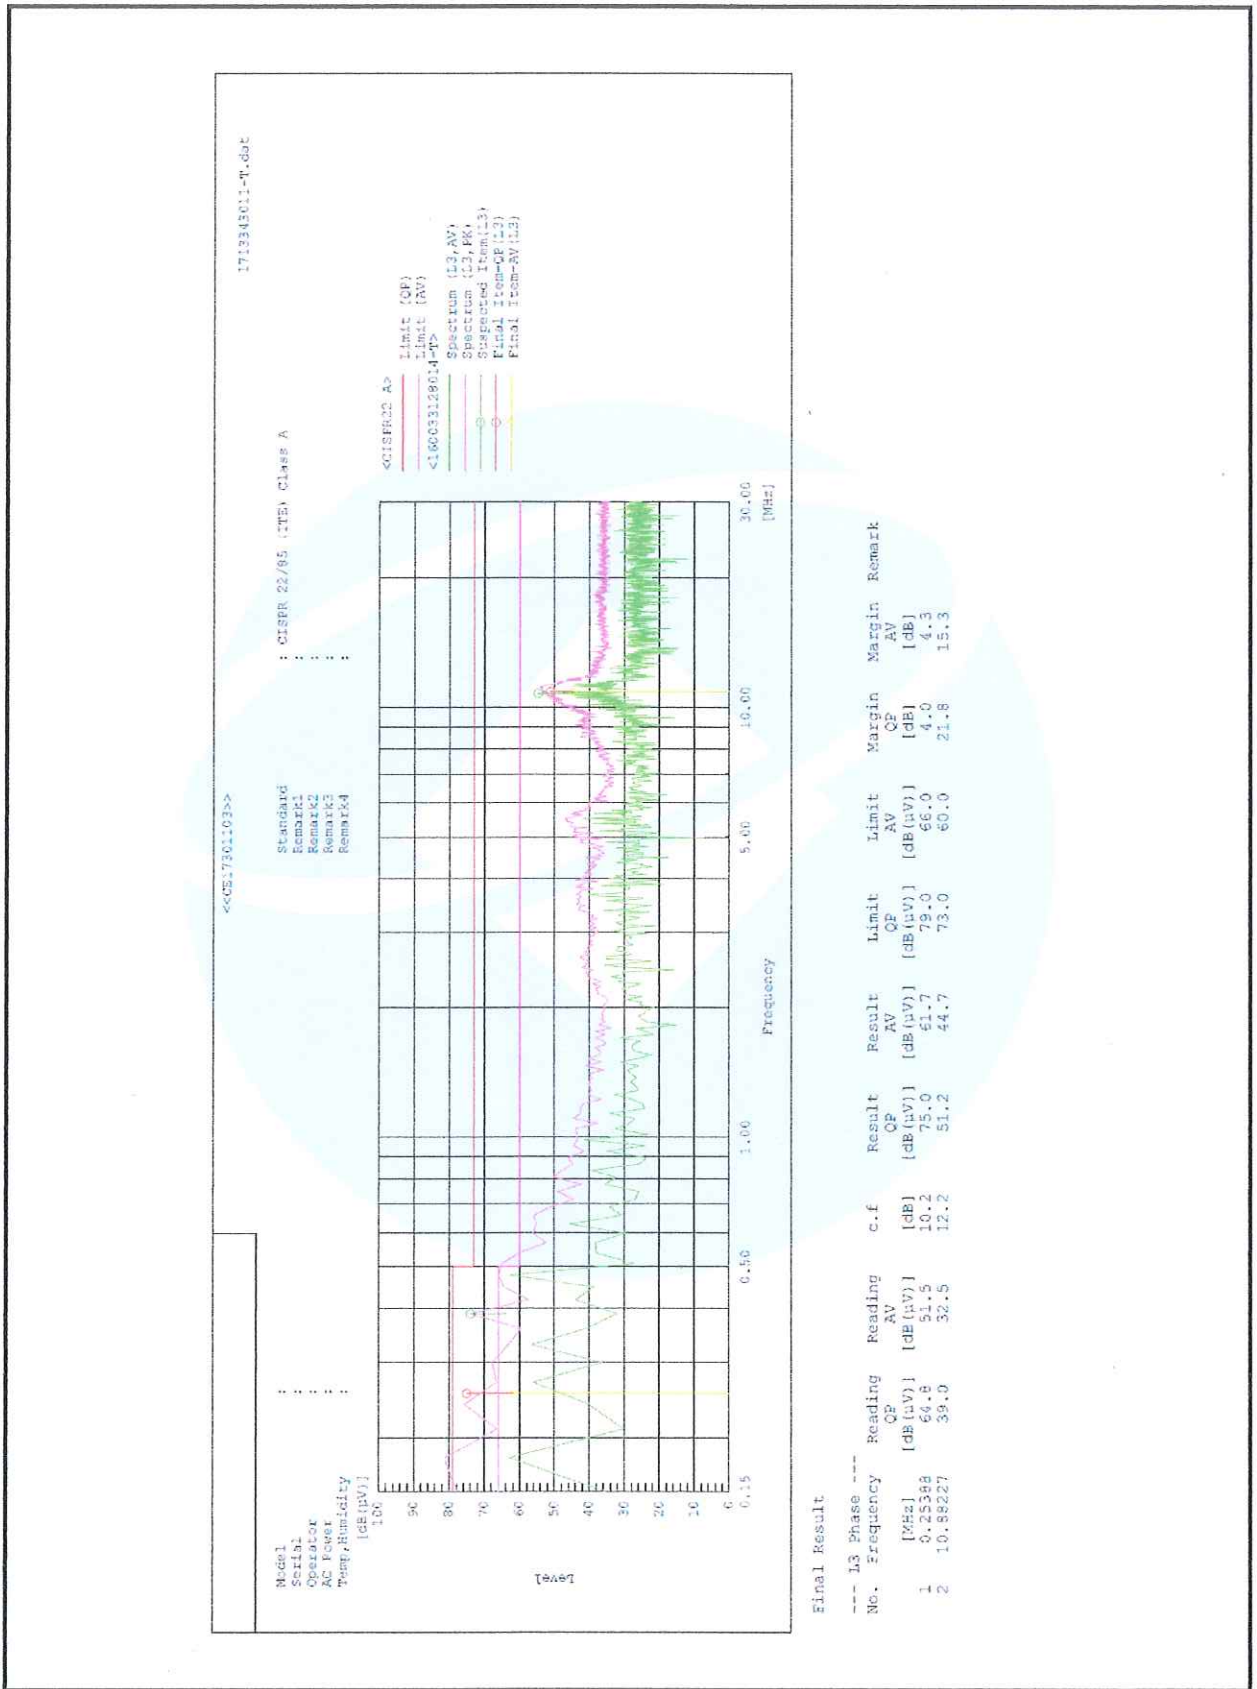 <<CE17301103>>
1713343011-T.dat
Model :
Serial :
Operator :
AC Power :
Temp,Humidity :
Standard : CISPR 22/85 (ITE) Class A
Remark1 :
Remark2 :
Remark3 :
Remark4 :
<CISPR22 A>
Limit (QP)
Limit (AV)
<160033128014-T>
Spectrum (L3,AV)
Spectrum (L3,PK)
Suspected Item(L3)
Final Item-QP(L3)
Final Item-AV(L3)
[dB(µV)]
100
90
80
70
60
50
40
30
20
10
0
Level
0.15 0.50 1.00 5.00 10.00 30.00
Frequency [MHz]
Final Result
--- L3 Phase ---
No. Frequency Reading Reading c.f Result Result Limit Limit Margin Margin Remark
QP AV QP AV QP AV QP AV
[MHz] [dB(µV)] [dB(µV)] [dB] [dB(µV)] [dB(µV)] [dB(µV)] [dB(µV)] [dB] [dB]
1 0.25388 64.8 51.5 10.2 75.0 61.7 79.0 66.0 4.0 4.3
2 10.88227 39.0 32.5 12.2 51.2 44.7 73.0 60.0 21.8 15.3